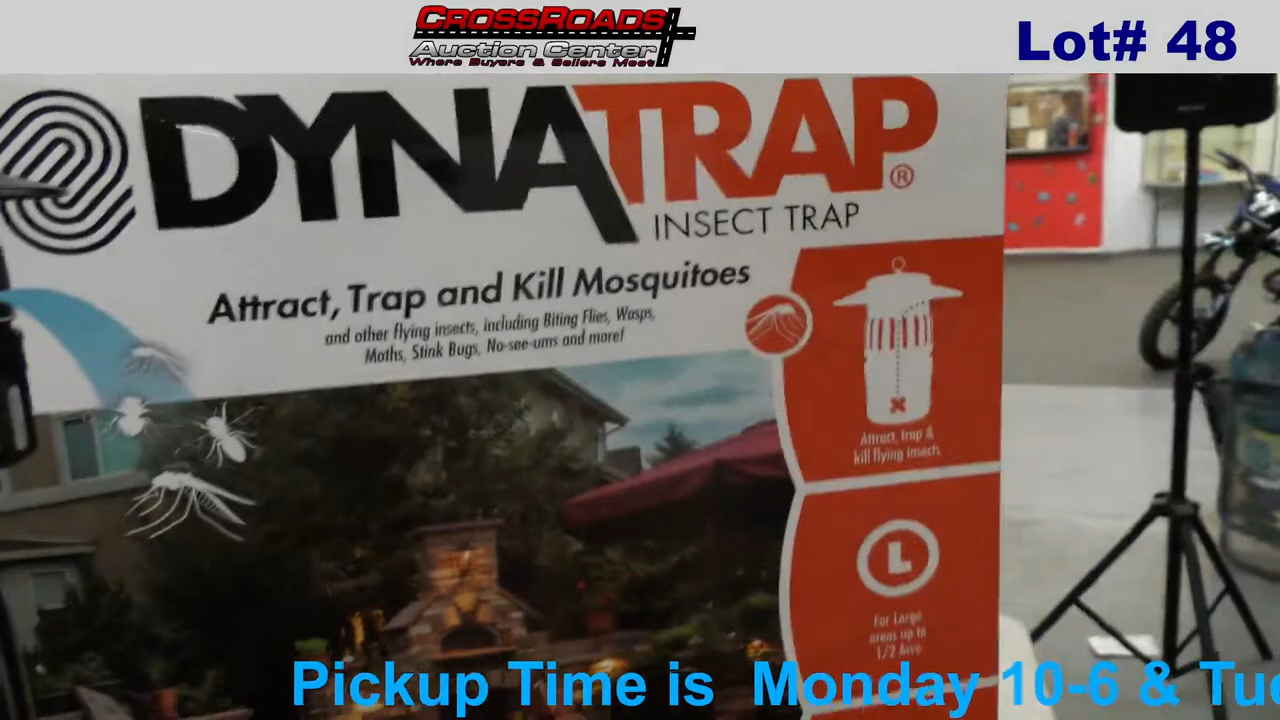 CROSSROADS
Auction Center
Where Buyers & Sellers Meet
Lot# 48
DYNATRAP®
INSECT TRAP
Attract, Trap and Kill Mosquitoes
and other flying insects, including Biting Flies, Wasps,
Moths, Stink Bugs, No-see-ums and more!
Attract, trap &
kill flying insects
L
For Large
areas up to
1/2 Acre
Pickup Time is Monday 10-6 & Tue